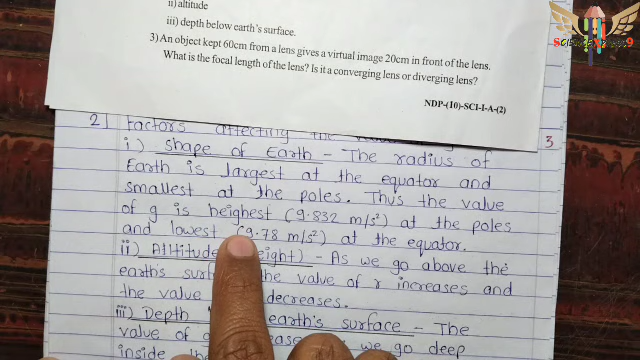 ii) altitude
iii) depth below earth's surface.
3) An object kept 60cm from a lens gives a virtual image 20cm in front of the lens.
What is the focal length of the lens? Is it a converging lens or diverging lens?
NDP-(10)-SCI-I-A-(2)
3
2] Factors affecting the
i) shape of Earth - The radius of
Earth is largest at the equator and
smallest at the poles. Thus the value
of g is heighest (9.832 m/s²) at the poles
and lowest (9.78 m/s²) at the equator.
ii) Altitude eight) - As we go above the
earths sur the value of r increases and
the value decreases.
iii) Depth earth's surface - The
value of we go deep
inside